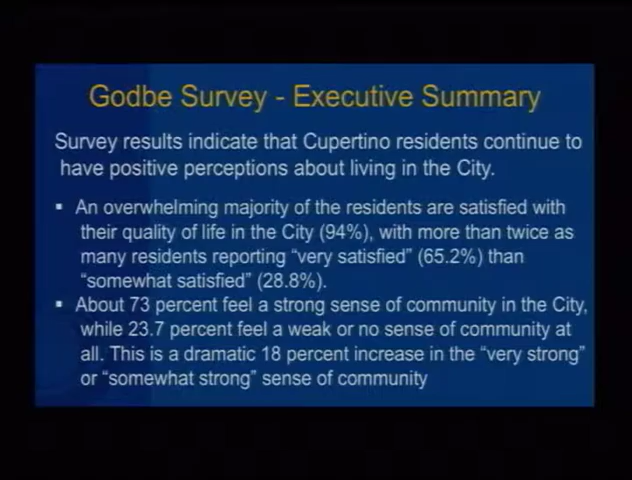 Godbe Survey - Executive Summary
Survey results indicate that Cupertino residents continue to
have positive perceptions about living in the City.
▪ An overwhelming majority of the residents are satisfied with
their quality of life in the City (94%), with more than twice as
many residents reporting “very satisfied” (65.2%) than
“somewhat satisfied” (28.8%).
▪ About 73 percent feel a strong sense of community in the City,
while 23.7 percent feel a weak or no sense of community at
all. This is a dramatic 18 percent increase in the “very strong”
or “somewhat strong” sense of community